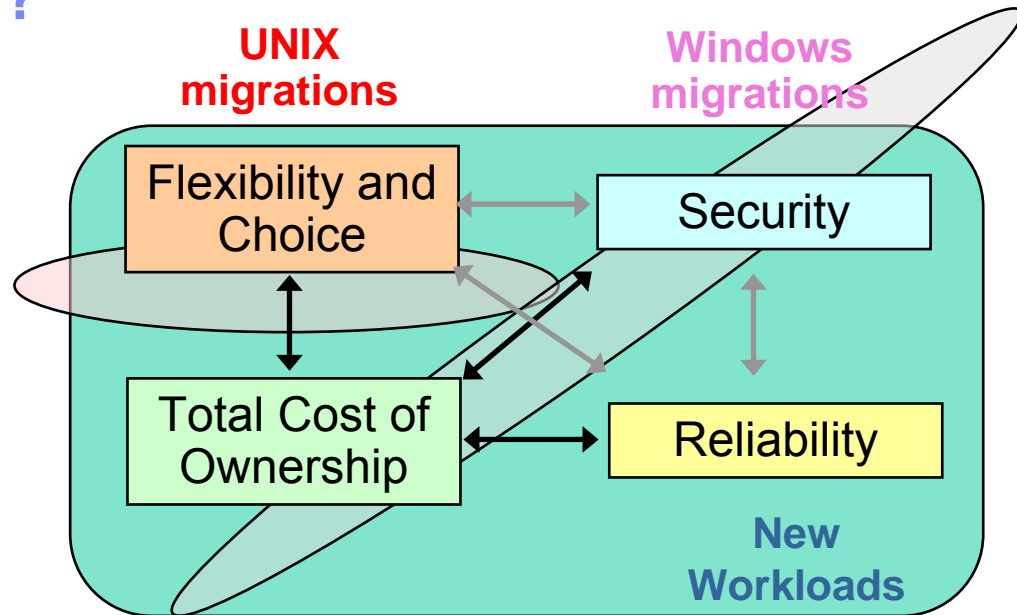 ?
UNIX
migrations
Windows
migrations
Flexibility and
Choice
Security
Total Cost of
Ownership
Reliability
New
Workloads